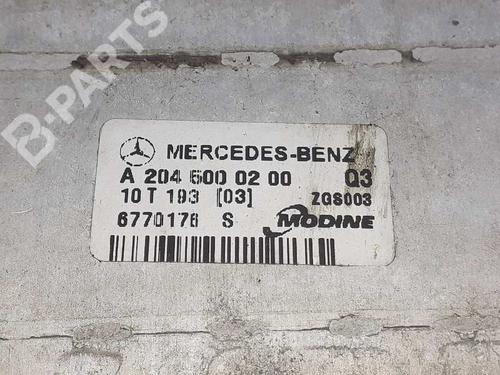 B-PARTS
MERCEDES-BENZ
A 204 500 02 00 Q3
10 T 193 [03] ZGS003
6770176 S MODINE